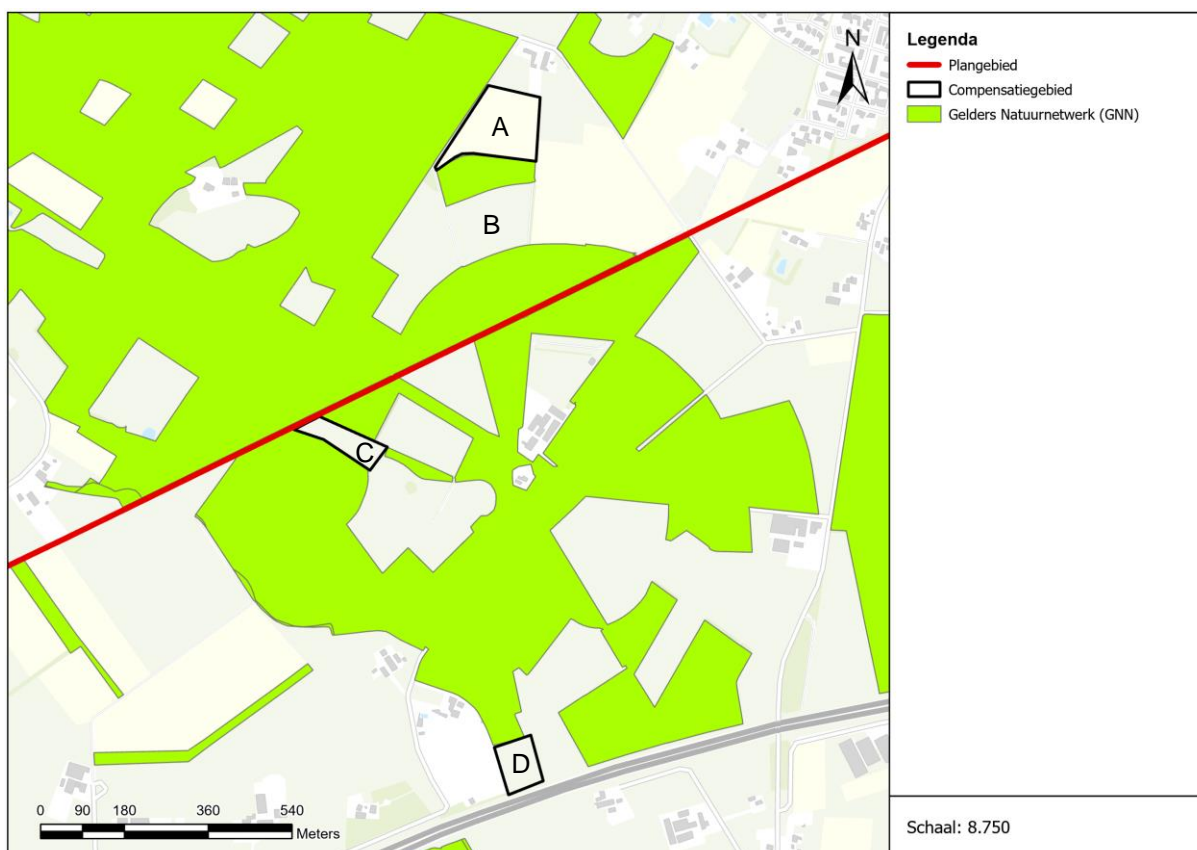 A
B
C
D
N
0 90 180 360 540
Meters
Legenda
Plangebied
Compensatiegebied
Gelders Natuurnetwerk (GNN)
Schaal: 8.750